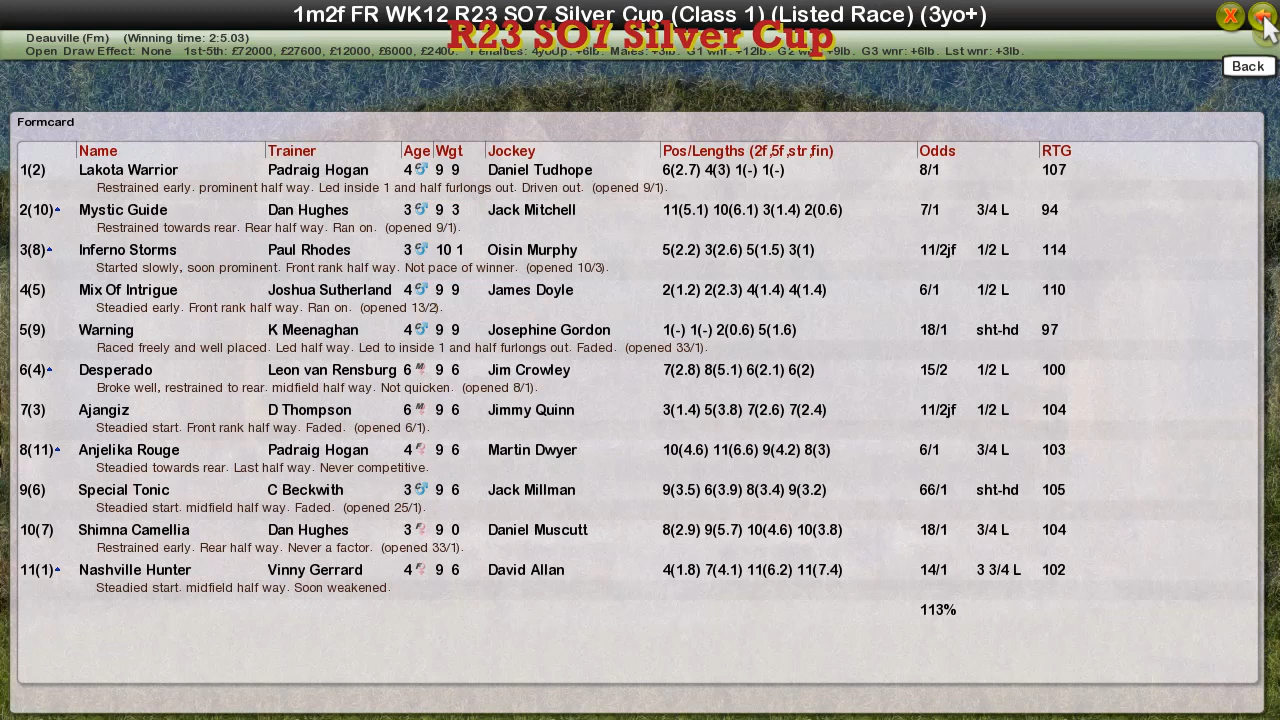 1m2f FR WK12 R23 SO7 Silver Cup (Class 1) (Listed Race) (3yo+)
R23 SO7 Silver Cup
Deauville (Fm) (Winning time: 2:5.03)
Open Draw Effect: None 1st-5th: £72000, £27600, £12000, £6000, £2400. Penalties: 4yoUp: +6lb. Males: +3lb. G1 wnr: +12lb. G2 wnr: +9lb. G3 wnr: +6lb. Lst wnr: +3lb.
Back
Formcard
Name Trainer Age Wgt Jockey Pos/Lengths (2f,5f,str,fin) Odds RTG
1(2) Lakota Warrior Padraig Hogan 4 9 9 Daniel Tudhope 6(2.7) 4(3) 1(-) 1(-) 8/1 107
Restrained early. prominent half way. Led inside 1 and half furlongs out. Driven out. (opened 9/1).
2(10) Mystic Guide Dan Hughes 3 9 3 Jack Mitchell 11(5.1) 10(6.1) 3(1.4) 2(0.6) 7/1 3/4 L 94
Restrained towards rear. Rear half way. Ran on. (opened 9/1).
3(8) Inferno Storms Paul Rhodes 3 10 1 Oisin Murphy 5(2.2) 3(2.6) 5(1.5) 3(1) 11/2jf 1/2 L 114
Started slowly, soon prominent. Front rank half way. Not pace of winner. (opened 10/3).
4(5) Mix Of Intrigue Joshua Sutherland 4 9 9 James Doyle 2(1.2) 2(2.3) 4(1.4) 4(1.4) 6/1 1/2 L 110
Steadied early. Front rank half way. Ran on. (opened 13/2).
5(9) Warning K Meenaghan 4 9 9 Josephine Gordon 1(-) 1(-) 2(0.6) 5(1.6) 18/1 sht-hd 97
Raced freely and well placed. Led half way. Led to inside 1 and half furlongs out. Faded. (opened 33/1).
6(4) Desperado Leon van Rensburg 6 9 6 Jim Crowley 7(2.8) 8(5.1) 6(2.1) 6(2) 15/2 1/2 L 100
Broke well, restrained to rear. midfield half way. Not quicken. (opened 8/1).
7(3) Ajangiz D Thompson 6 9 6 Jimmy Quinn 3(1.4) 5(3.8) 7(2.6) 7(2.4) 11/2jf 1/2 L 104
Steadied start. Front rank half way. Faded. (opened 6/1).
8(11) Anjelika Rouge Padraig Hogan 4 9 6 Martin Dwyer 10(4.6) 11(6.6) 9(4.2) 8(3) 6/1 3/4 L 103
Steadied towards rear. Last half way. Never competitive.
9(6) Special Tonic C Beckwith 3 9 6 Jack Millman 9(3.5) 6(3.9) 8(3.4) 9(3.2) 66/1 sht-hd 105
Steadied start. midfield half way. Faded. (opened 25/1).
10(7) Shimna Camellia Dan Hughes 3 9 0 Daniel Muscutt 8(2.9) 9(5.7) 10(4.6) 10(3.8) 18/1 3/4 L 104
Restrained early. Rear half way. Never a factor. (opened 33/1).
11(1) Nashville Hunter Vinny Gerrard 4 9 6 David Allan 4(1.8) 7(4.1) 11(6.2) 11(7.4) 14/1 3 3/4 L 102
Steadied start. midfield half way. Soon weakened.
113%